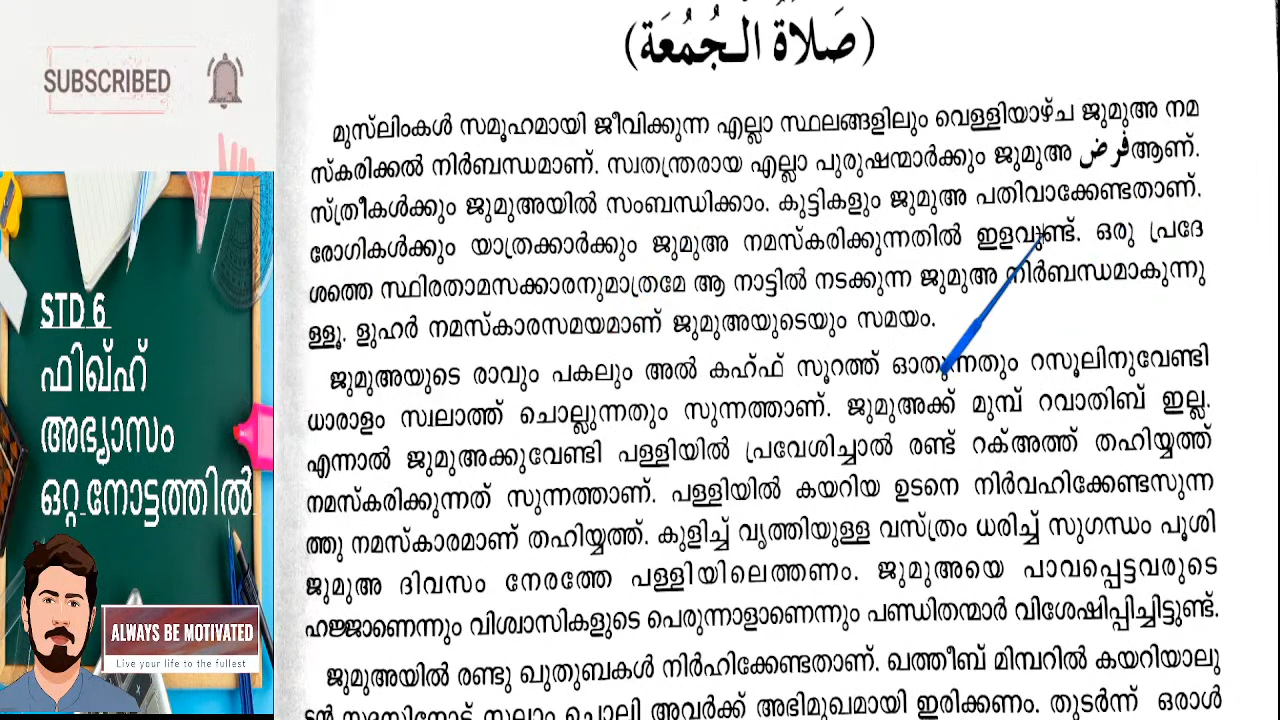 SUBSCRIBED
STD 6
ഫിഖ്ഹ്
അഭ്യാസം
ഒറ്റ നോട്ടത്തിൽ
ALWAYS BE MOTIVATED
Live your life to the fullest
(صَلَاةُ الْجُمُعَة)
മുസ്‌ലിംകൾ സമൂഹമായി ജീവിക്കുന്ന എല്ലാ സ്ഥലങ്ങളിലും വെള്ളിയാഴ്ച ജുമുഅ നമ
സ്കരിക്കൽ നിർബന്ധമാണ്. സ്വതന്ത്രരായ എല്ലാ പുരുഷന്മാർക്കും ജുമുഅ فرض ആണ്.
സ്ത്രീകൾക്കും ജുമുഅയിൽ സംബന്ധിക്കാം. കുട്ടികളും ജുമുഅ പതിവാക്കേണ്ടതാണ്.
രോഗികൾക്കും യാത്രക്കാർക്കും ജുമുഅ നമസ്കരിക്കുന്നതിൽ ഇളവുണ്ട്. ഒരു പ്രദേ
ശത്തെ സ്ഥിരതാമസക്കാരനുമാത്രമേ ആ നാട്ടിൽ നടക്കുന്ന ജുമുഅ നിർബന്ധമാകുന്നു
ള്ളൂ. ളുഹർ നമസ്കാരസമയമാണ് ജുമുഅയുടെയും സമയം.
ജുമുഅയുടെ രാവും പകലും അൽ കഹ്ഫ് സൂറത്ത് ഓതുന്നതും റസൂലിനുവേണ്ടി
ധാരാളം സ്വലാത്ത് ചൊല്ലുന്നതും സുന്നത്താണ്. ജുമുഅക്ക് മുമ്പ് റവാതിബ് ഇല്ല.
എന്നാൽ ജുമുഅക്കുവേണ്ടി പള്ളിയിൽ പ്രവേശിച്ചാൽ രണ്ട് റക്അത്ത് തഹിയ്യത്ത്
നമസ്കരിക്കുന്നത് സുന്നത്താണ്. പള്ളിയിൽ കയറിയ ഉടനെ നിർവഹിക്കേണ്ടസുന്ന
ത്തു നമസ്കാരമാണ് തഹിയ്യത്ത്. കുളിച്ച് വൃത്തിയുള്ള വസ്ത്രം ധരിച്ച് സുഗന്ധം പൂശി
ജുമുഅ ദിവസം നേരത്തേ പള്ളിയിലെത്തണം. ജുമുഅയെ പാവപ്പെട്ടവരുടെ
ഹജ്ജാണെന്നും വിശ്വാസികളുടെ പെരുന്നാളാണെന്നും പണ്ഡിതന്മാർ വിശേഷിപ്പിച്ചിട്ടുണ്ട്.
ജുമുഅയിൽ രണ്ടു ഖുതുബകൾ നിർഹിക്കേണ്ടതാണ്. ഖത്തീബ് മിമ്പറിൽ കയറിയാലു
ടൻ സദസിനോട് സലാം ചൊലി അവർക്ക് അഭിമുഖമായി ഇരിക്കണം. തുടർന്ന് ഒരാൾ